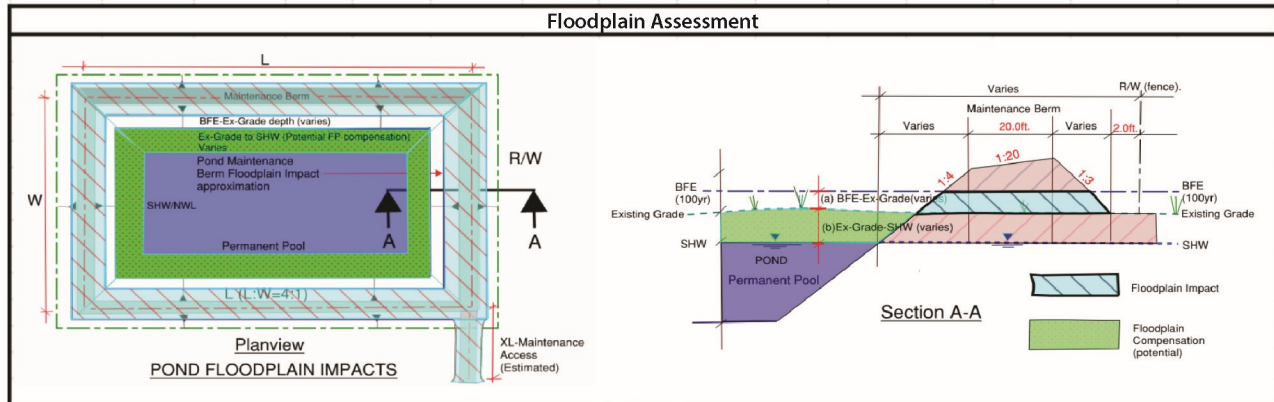 Floodplain Assessment
L
Maintenance Berm
BFE-Ex-Grade depth (varies)
Ex-Grade to SHW (Potential FP compensation)
Varies
Pond Maintenance
Berm Floodplain Impact
approximation
R/W
W
SHW/NWL
A
A
Permanent Pool
L (L:W=4:1)
Planview
POND FLOODPLAIN IMPACTS
XL-Maintenance
Access
(Estimated)
R/W (fence).
Varies
Maintenance Berm
Varies
20.0ft.
Varies
2.0ft.
1:20
1:4
1:3
BFE
(100yr)
(a) BFE-Ex-Grade(varies)
BFE
(100yr)
Existing Grade
Existing Grade
(b)Ex-Grade-SHW (varies)
SHW
SHW
POND
Permanent Pool
Section A-A
Floodplain Impact
Floodplain
Compensation
(potential)